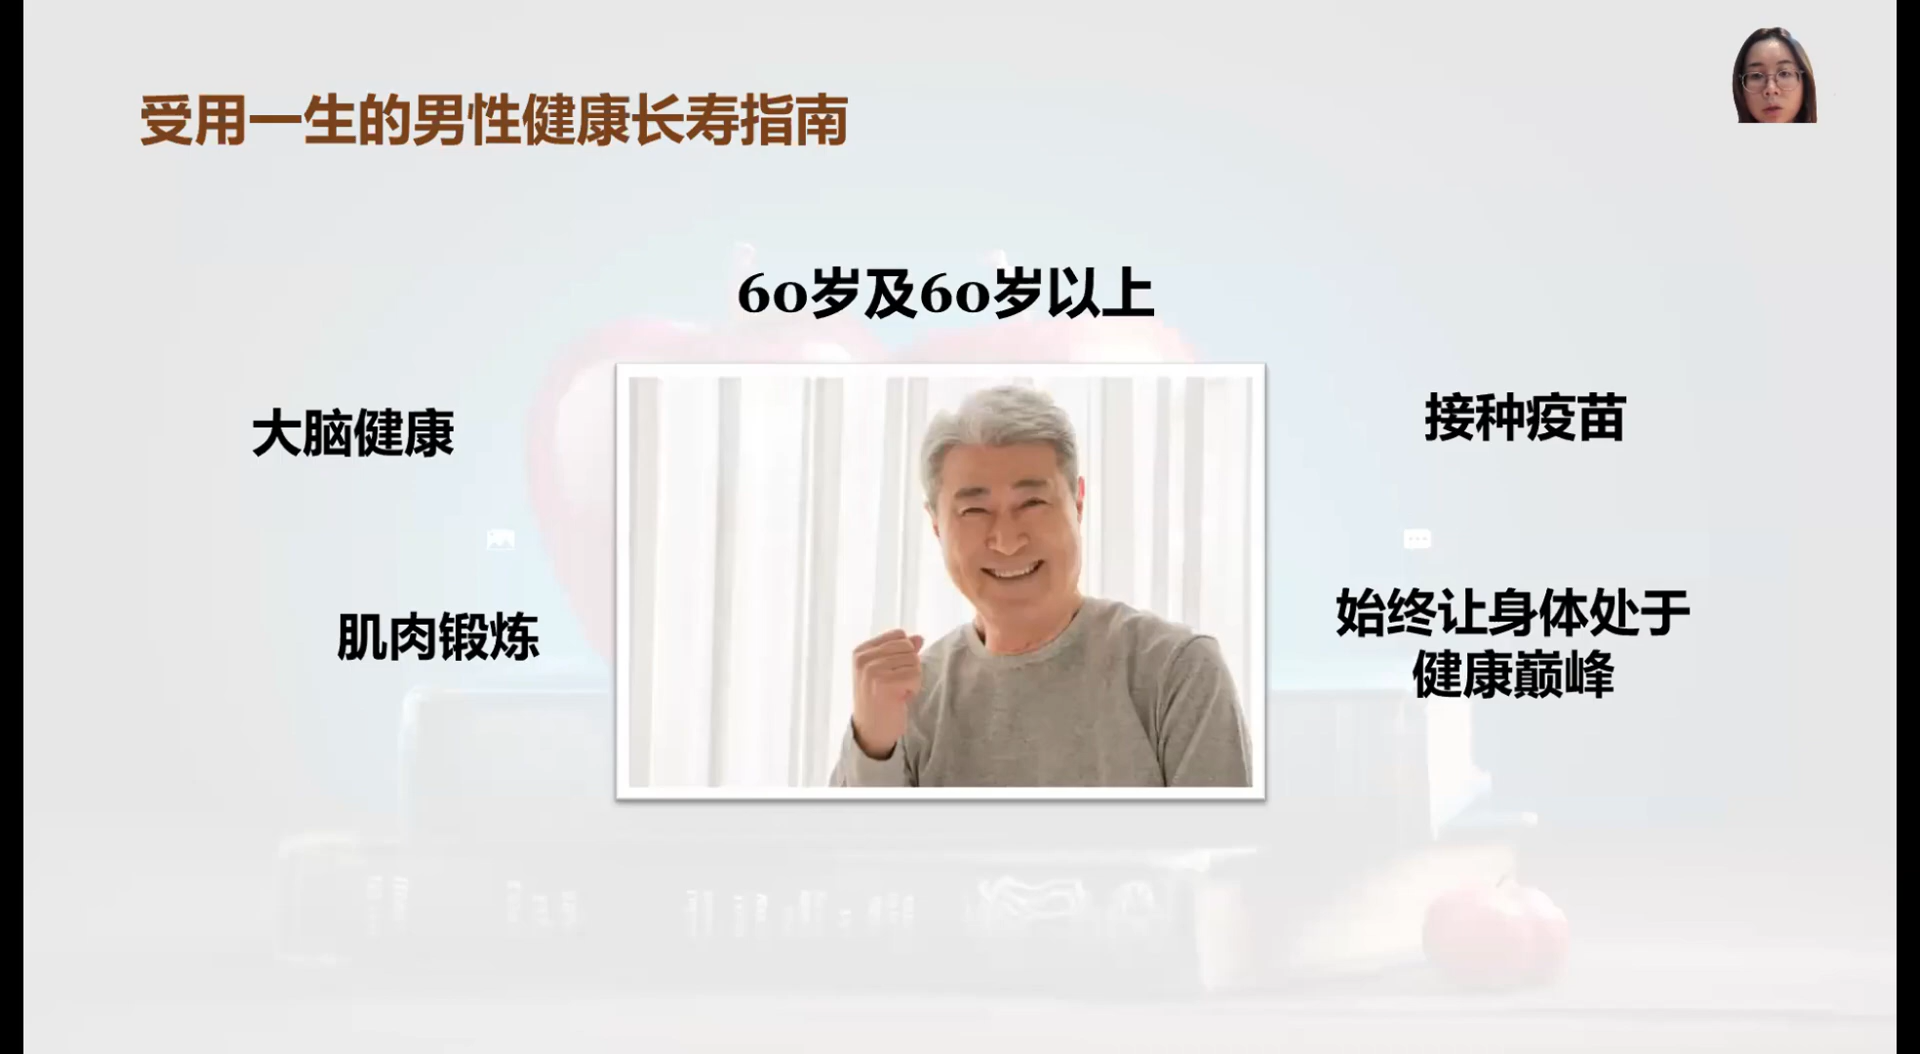 受用一生的男性健康长寿指南
60岁及60岁以上
大脑健康
接种疫苗
肌肉锻炼
始终让身体处于
健康巅峰